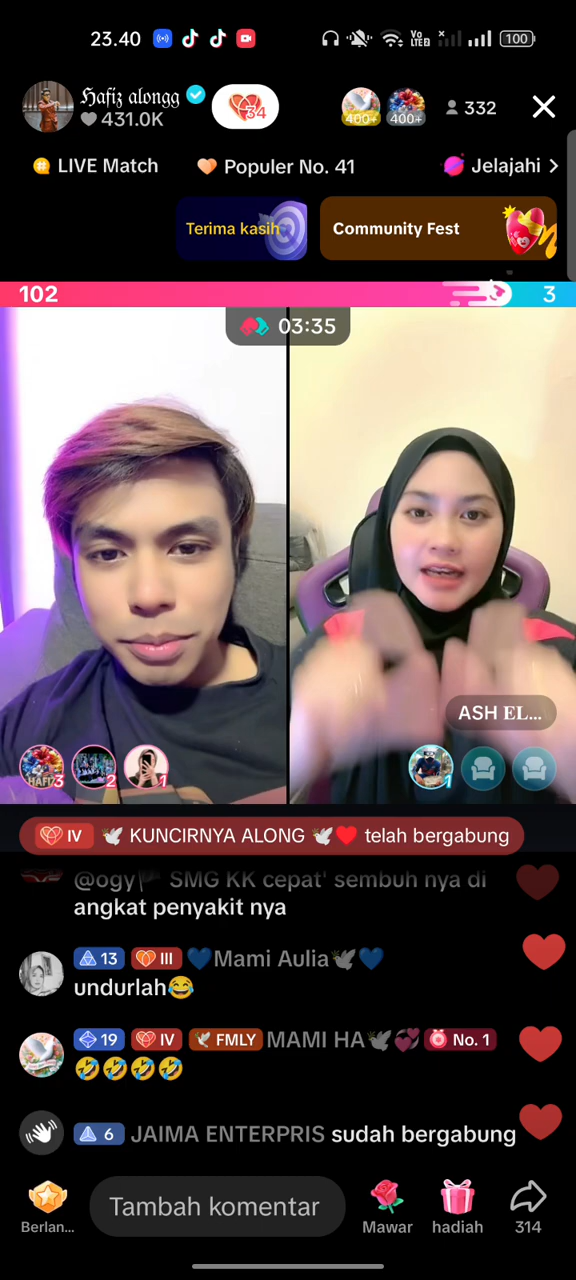 23.40
Vo
LTE2
100
Hafiz alongg
431.0K
34
400+
400+
332
LIVE Match
Populer No. 41
Jelajahi
Terima kasih
Community Fest
102
3
03:35
ASH EL...
HAFIZ
3
2
1
1
IV KUNCIRNYA ALONG telah bergabung
@ogy SMG KK cepat' sembuh nya di
angkat penyakit nya
13 III Mami Aulia
undurlah😂
19 IV FMLY MAMI HA No. 1
🤣🤣🤣🤣
6 JAIMA ENTERPRIS sudah bergabung
Berlan...
Tambah komentar
Mawar
hadiah
314